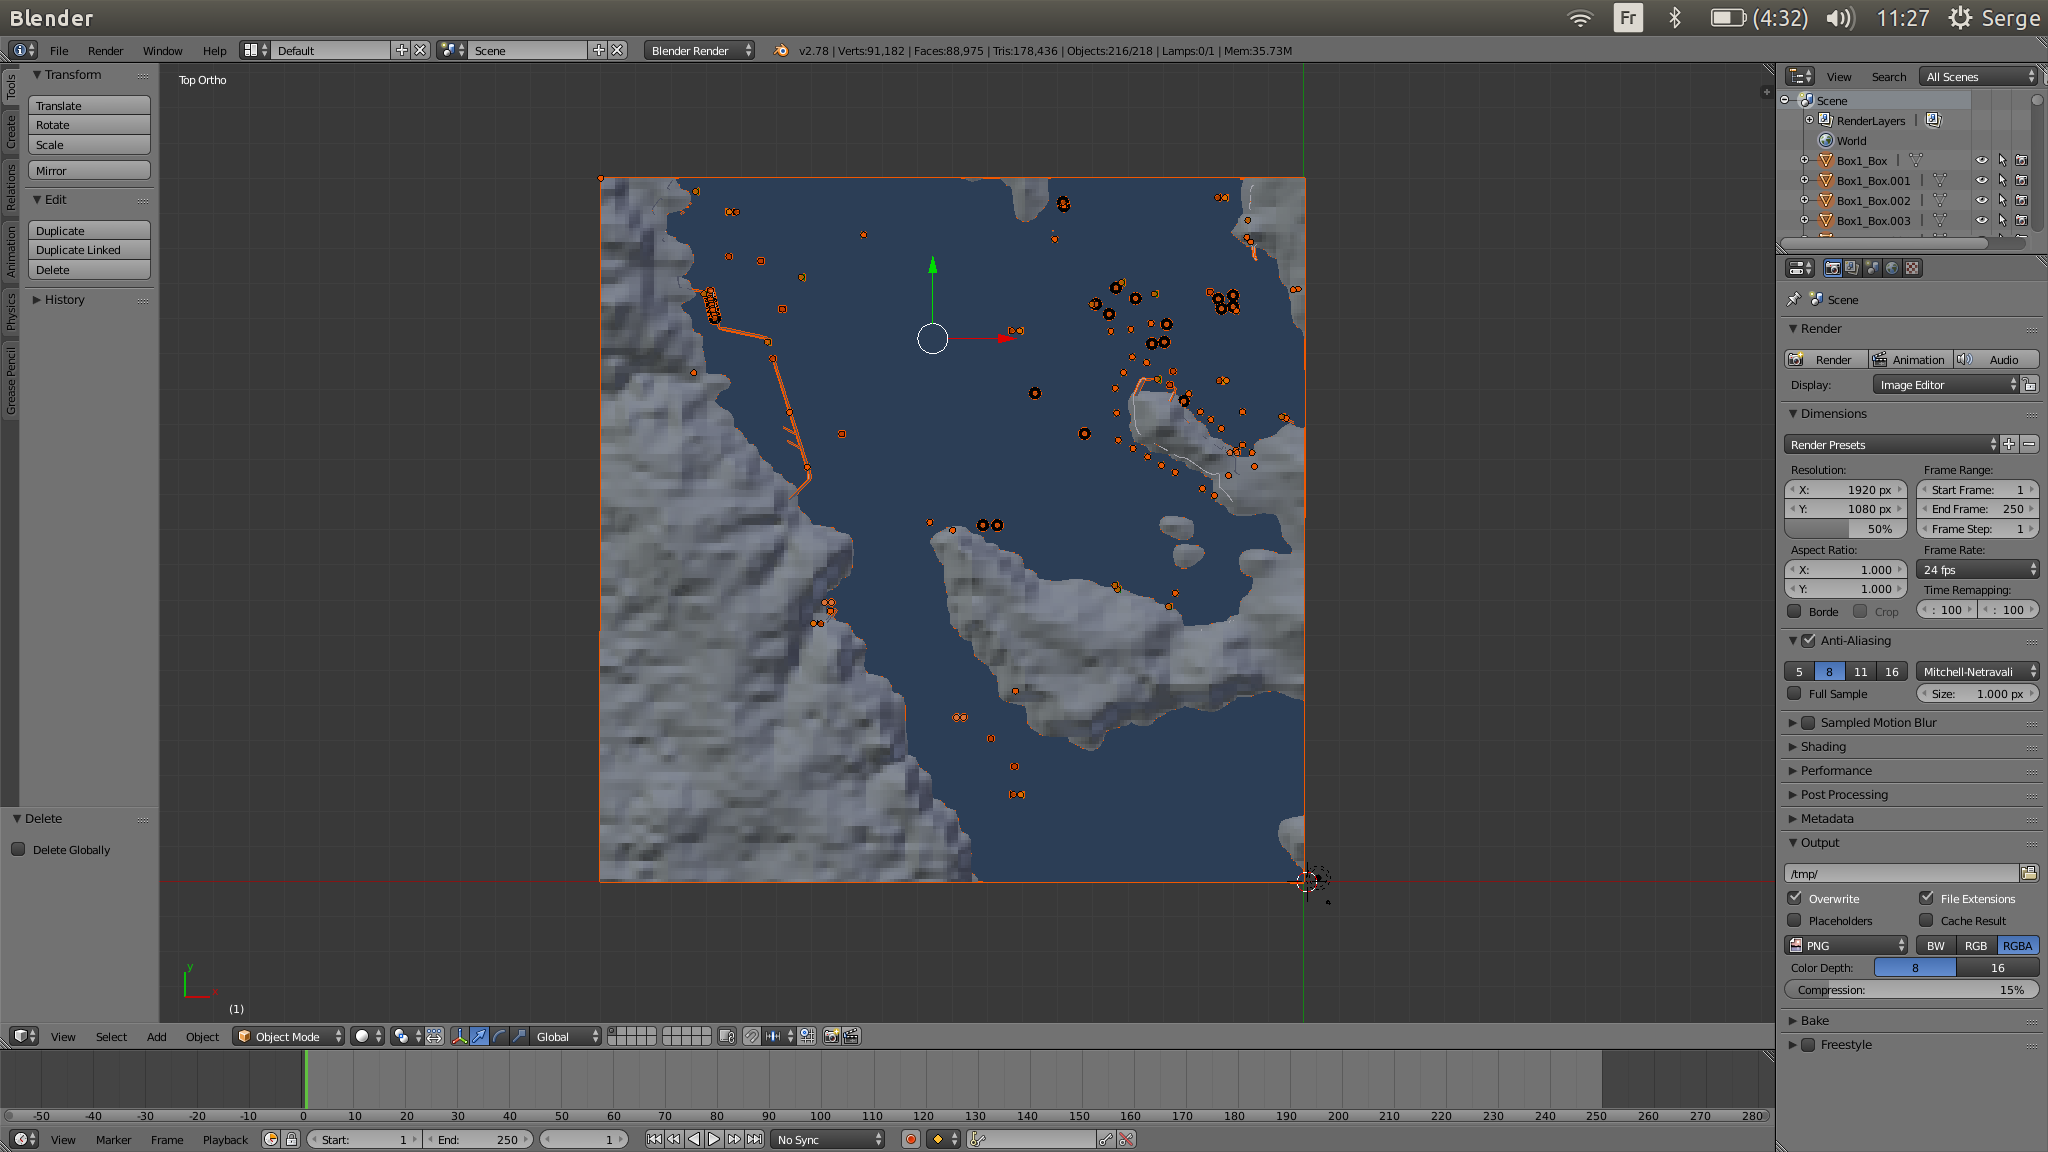 Blender
Fr (4:32) 11:27 Serge
File Render Window Help Default Scene Blender Render v2.78 | Verts:91,182 | Faces:88,975 | Tris:178,436 | Objects:216/218 | Lamps:0/1 | Mem:35.73M
Tools
Create
Relations
Animation
Physics
Grease Pencil
Transform
Translate
Rotate
Scale
Mirror
Edit
Duplicate
Duplicate Linked
Delete
History
Delete
Delete Globally
Top Ortho
y
x
(1)
View Search All Scenes
Scene
RenderLayers |
World
Box1_Box |
Box1_Box.001 |
Box1_Box.002 |
Box1_Box.003 |
Scene
Render
Render Animation Audio
Display: Image Editor
Dimensions
Render Presets
Resolution: Frame Range:
X: 1920 px Start Frame: 1
Y: 1080 px End Frame: 250
50% Frame Step: 1
Aspect Ratio: Frame Rate:
X: 1.000 24 fps
Y: 1.000 Time Remapping:
Borde Crop : 100 : 100
Anti-Aliasing
5 8 11 16 Mitchell-Netravali
Full Sample Size: 1.000 px
Sampled Motion Blur
Shading
Performance
Post Processing
Metadata
Output
/tmp/
Overwrite File Extensions
Placeholders Cache Result
PNG BW RGB RGBA
Color Depth: 8 16
Compression: 15%
Bake
Freestyle
View Select Add Object Object Mode Global
-50 -40 -30 -20 -10 0 10 20 30 40 50 60 70 80 90 100 110 120 130 140 150 160 170 180 190 200 210 220 230 240 250 260 270 280
View Marker Frame Playback Start: 1 End: 250 1 No Sync